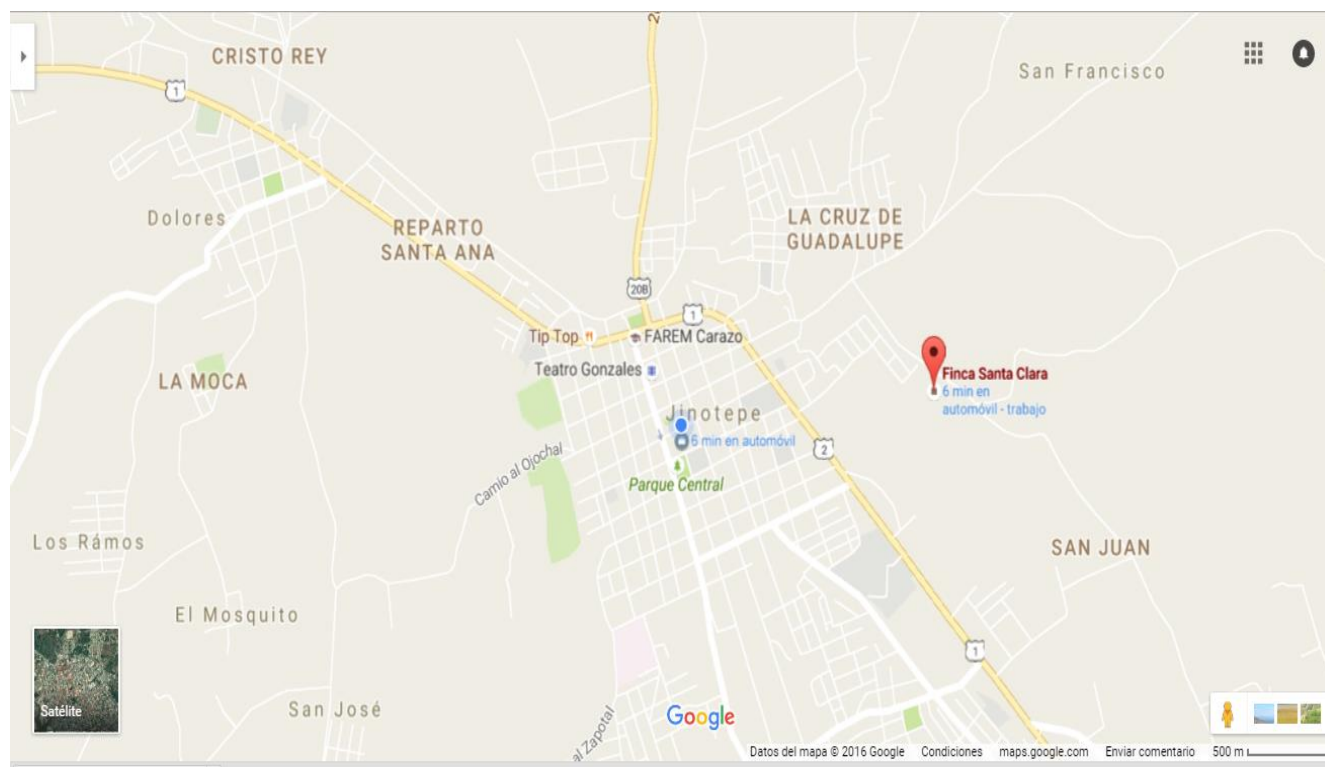 CRISTO REY
San Francisco
1
Dolores
REPARTO
SANTA ANA
LA CRUZ DE
GUADALUPE
20B
1
Tip Top
FAREM Carazo
Teatro Gonzales
LA MOCA
Finca Santa Clara
6 min en
automóvil - trabajo
Jinotepe
6 min en automóvil
2
Camio al Ojochal
Parque Central
Los Rámos
SAN JUAN
El Mosquito
1
Satélite
San José
al Zapotal
Google
Datos del mapa © 2016 Google Condiciones maps.google.com Enviar comentario 500 m